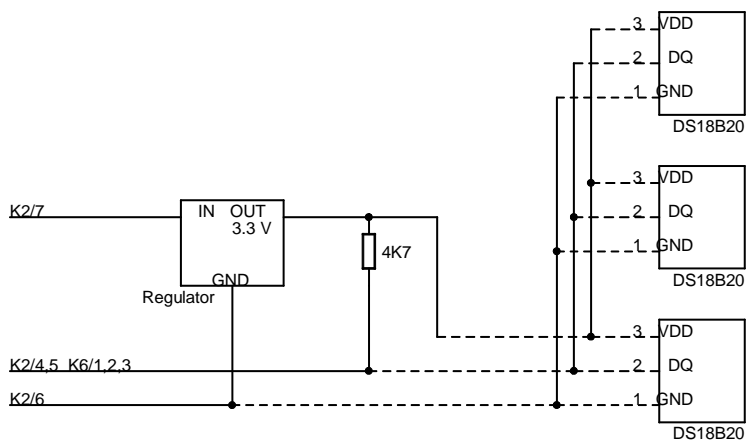 3 VDD
2 DQ
1 GND
DS18B20
3 VDD
2 DQ
1 GND
DS18B20
K2/7
IN OUT
3.3 V
GND
Regulator
4K7
3 VDD
K2/4,5 K6/1,2,3
2 DQ
K2/6
1 GND
DS18B20